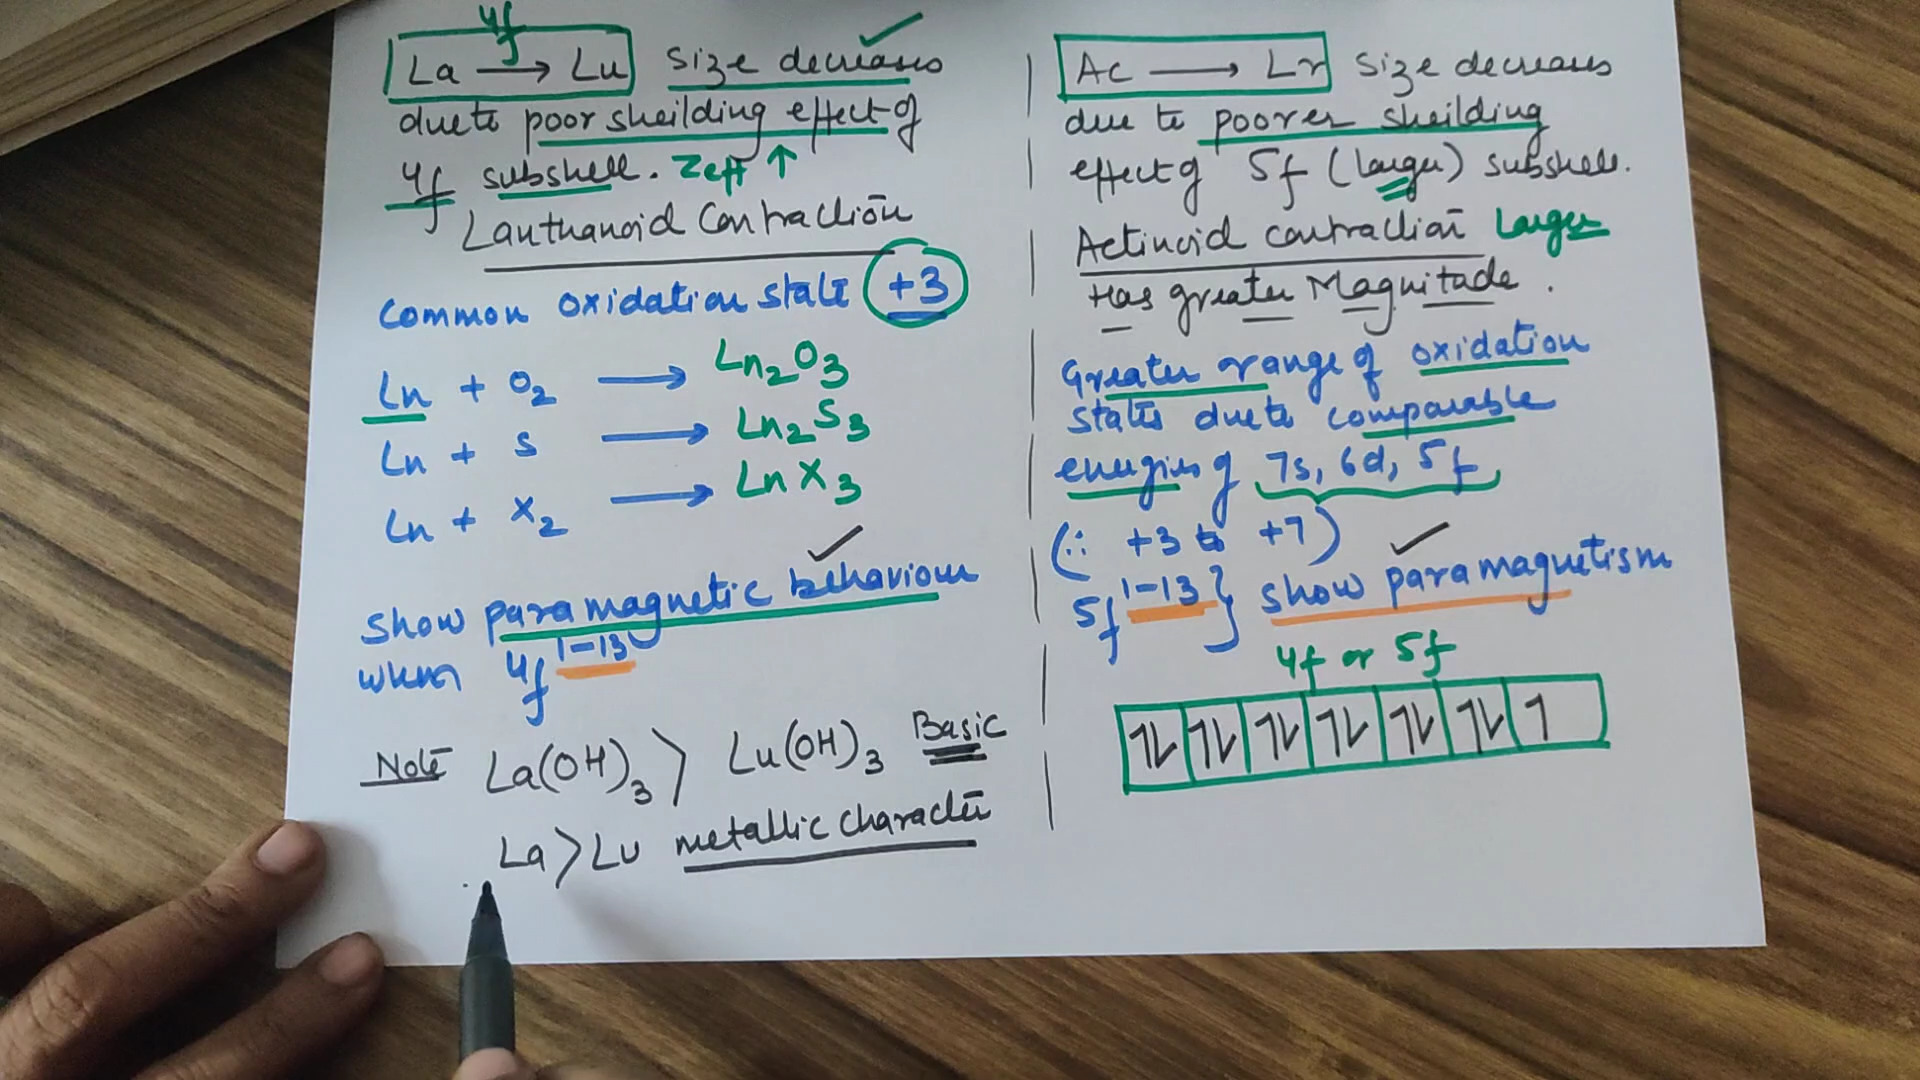 4f
La → Lu Size decreases
due to poor sheilding effect of
4f subshell. Zeff ↑
Lanthanoid Contraction
Common oxidation state +3
Ln + O2 → Ln2O3
Ln + S → Ln2S3
Ln + X2 → LnX3
Show paramagnetic behaviour
when 4f 1-13
Note La(OH)3 > Lu(OH)3 Basic
La > Lu metallic character
Ac → Lr Size decreases
due to poorer sheilding
effect of 5f (larger) subshell.
Actinoid contraction Larger
Has greater Magnitude.
Greater range of oxidation
states due to comparable
energies of 7s, 6d, 5f
(∵ +3 to +7)
5f 1-13 } show paramagnetism
4f or 5f
⥮ ⥮ ⥮ ⥮ ⥮ ⥮ ↿